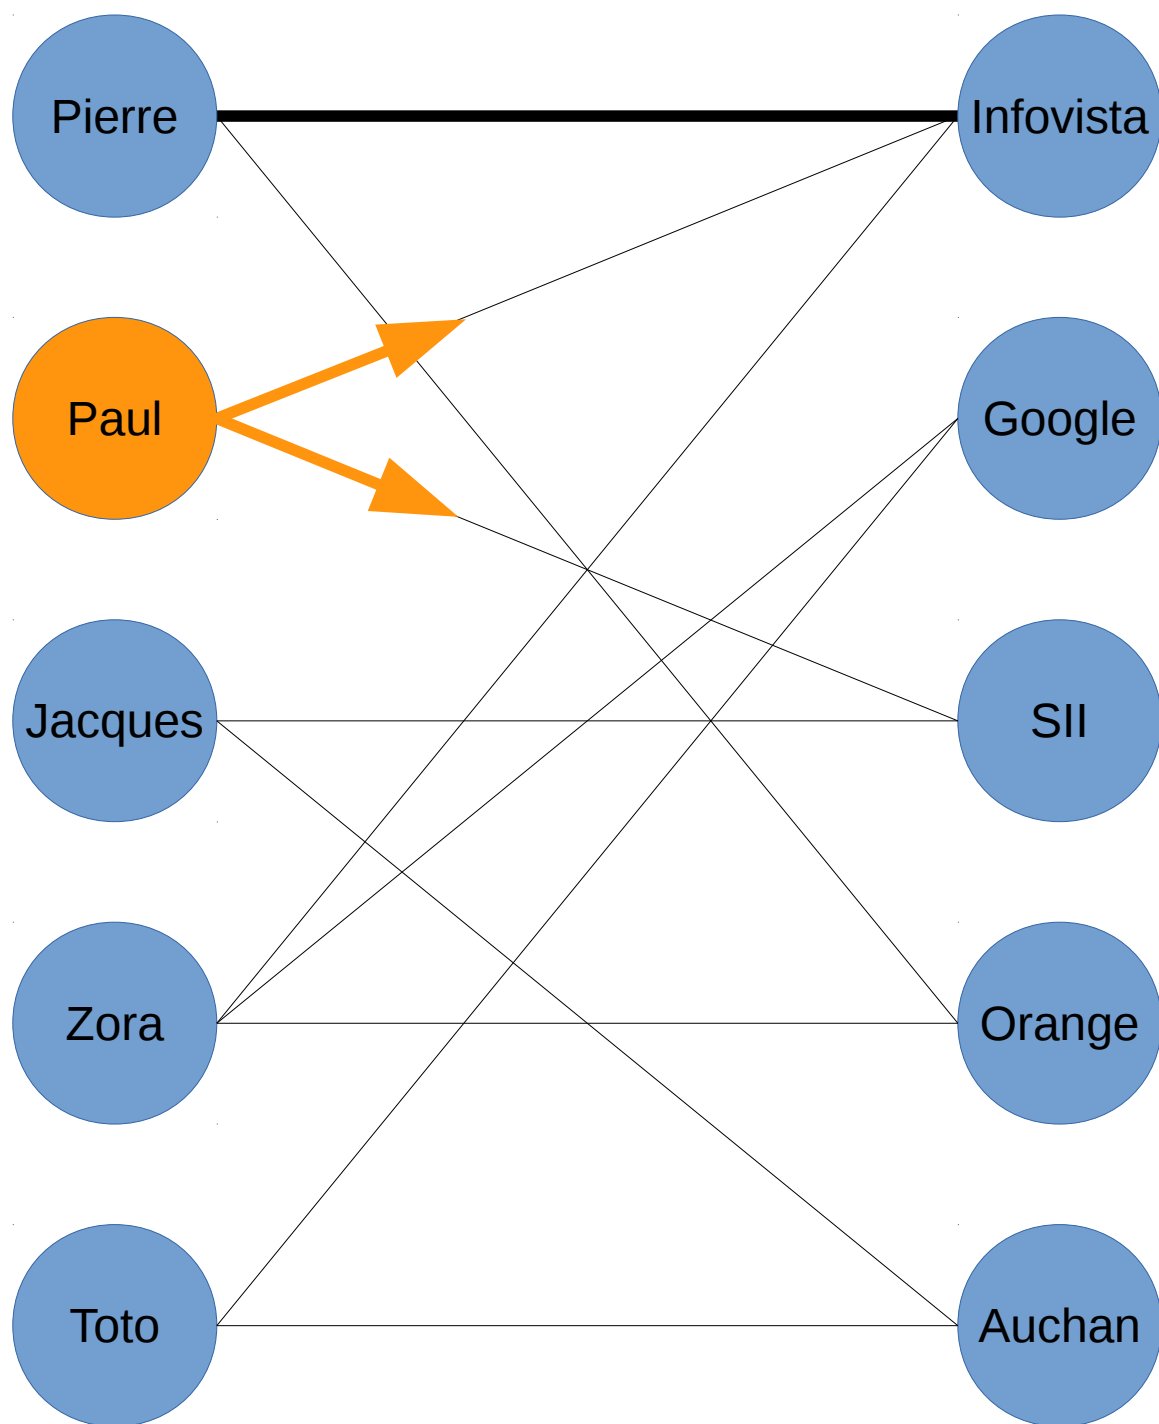 Pierre
Infovista
Paul
Google
Jacques
SII
Zora
Orange
Toto
Auchan